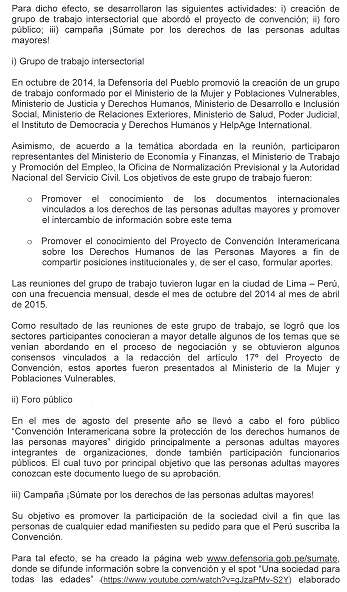 Para dicho efecto, se desarrollaron las siguientes actividades: i) creación de
grupo de trabajo intersectorial que abordó el proyecto de convención; ii) foro
público; iii) campaña ¡Súmate por los derechos de las personas adultas
mayores!
i) Grupo de trabajo intersectorial
En octubre de 2014, la Defensoría del Pueblo promovió la creación de un grupo
de trabajo conformado por el Ministerio de la Mujer y Poblaciones Vulnerables,
Ministerio de Justicia y Derechos Humanos, Ministerio de Desarrollo e Inclusión
Social, Ministerio de Relaciones Exteriores, Ministerio de Salud, Poder Judicial,
el Instituto de Democracia y Derechos Humanos y HelpAge International.
Asimismo, de acuerdo a la temática abordada en la reunión, participaron
representantes del Ministerio de Economía y Finanzas, el Ministerio de Trabajo
y Promoción del Empleo, la Oficina de Normalización Previsional y la Autoridad
Nacional del Servicio Civil. Los objetivos de este grupo de trabajo fueron:
o Promover el conocimiento de los documentos internacionales
vinculados a los derechos de las personas adultas mayores y promover
el intercambio de información sobre este tema
o Promover el conocimiento del Proyecto de Convención Interamericana
sobre los Derechos Humanos de las Personas Mayores a fin de
compartir posiciones institucionales y, de ser el caso, formular aportes.
Las reuniones del grupo de trabajo tuvieron lugar en la ciudad de Lima – Perú,
con una frecuencia mensual, desde el mes de octubre del 2014 al mes de abril
de 2015.
Como resultado de las reuniones de este grupo de trabajo, se logró que los
sectores participantes conocieran a mayor detalle algunos de los temas que se
venían abordando en el proceso de negociación y se obtuvieron algunos
consensos vinculados a la redacción del artículo 17º del Proyecto de
Convención, estos aportes fueron presentados al Ministerio de la Mujer y
Poblaciones Vulnerables.
ii) Foro público
En el mes de agosto del presente año se llevó a cabo el foro público
“Convención Interamericana sobre la protección de los derechos humanos de
las personas mayores” dirigido principalmente a personas adultas mayores
integrantes de organizaciones, donde también participación funcionarios
públicos. El cual tuvo por principal objetivo que las personas adultas mayores
conozcan este documento luego de su aprobación.
iii) Campaña ¡Súmate por los derechos de las personas adultas mayores!
Su objetivo es promover la participación de la sociedad civil a fin que las
personas de cualquier edad manifiesten su pedido para que el Perú suscriba la
Convención.
Para tal efecto, se ha creado la página web www.defensoria.gob.pe/sumate,
donde se difunde información sobre la convención y el spot “Una sociedad para
todas las edades” (https://www.youtube.com/watch?v=gJzaPMv-S2Y) elaborado